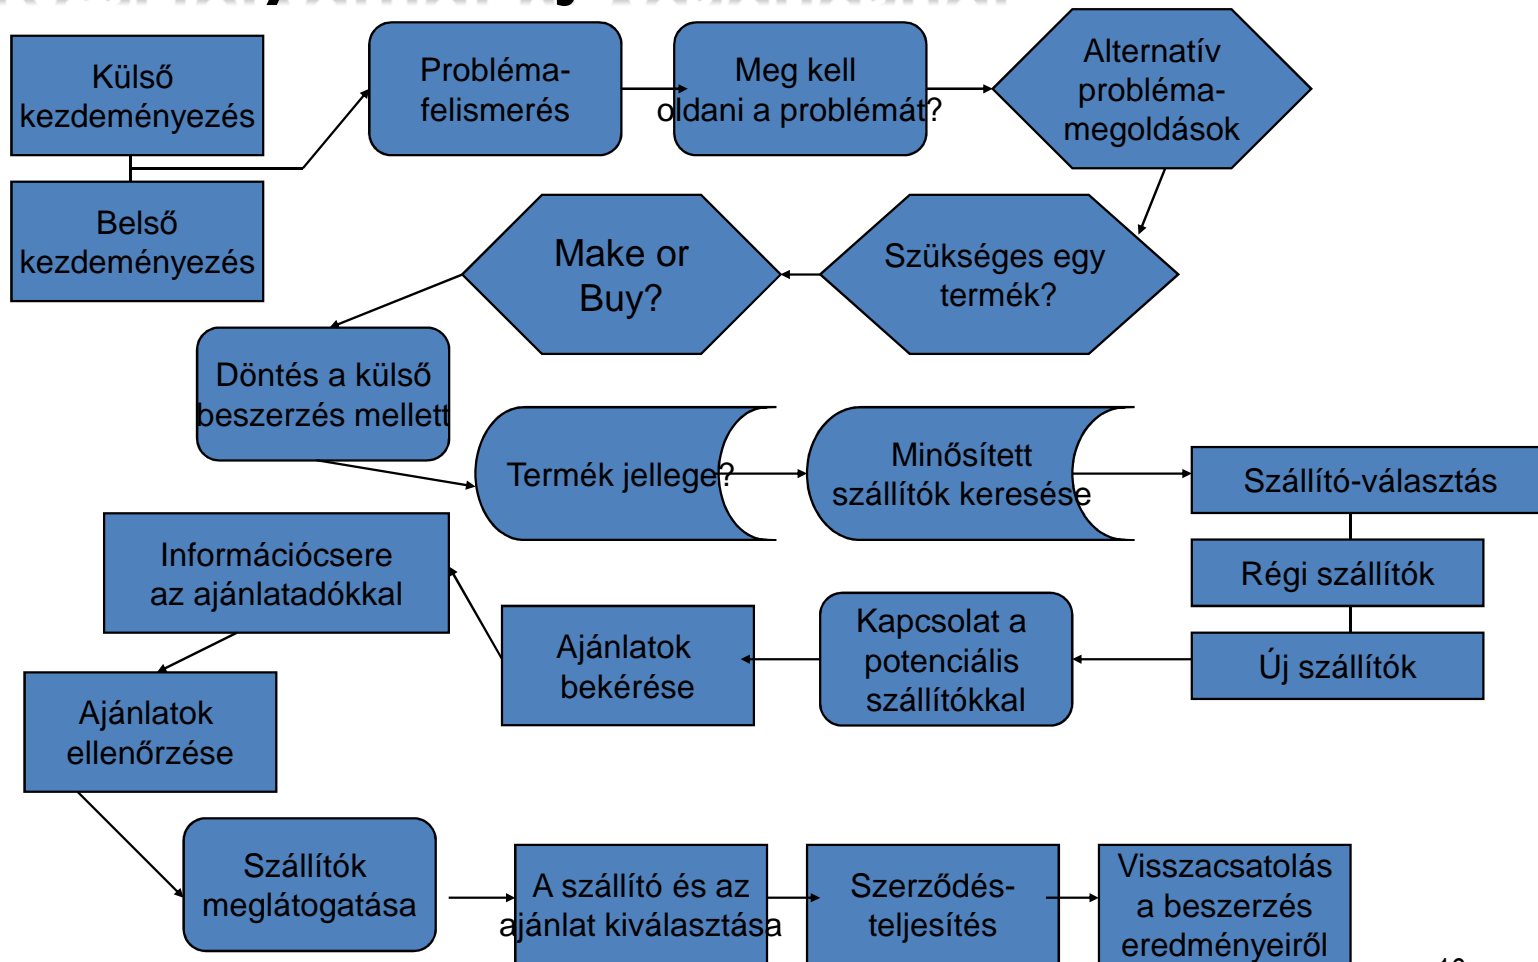 Külső
kezdeményezés
Belső
kezdeményezés
Probléma-
felismerés
Meg kell
oldani a problémát?
Alternatív
probléma-
megoldások
Szükséges egy
termék?
Make or
Buy?
Döntés a külső
beszerzés mellett
Termék jellege?
Minősített
szállítók keresése
Szállító-választás
Régi szállítók
Új szállítók
Kapcsolat a
potenciális
szállítókkal
Ajánlatok
bekérése
Információcsere
az ajánlatadókkal
Ajánlatok
ellenőrzése
Szállítók
meglátogatása
A szállító és az
ajánlat kiválasztása
Szerződés-
teljesítés
Visszacsatolás
a beszerzés
eredményeiről